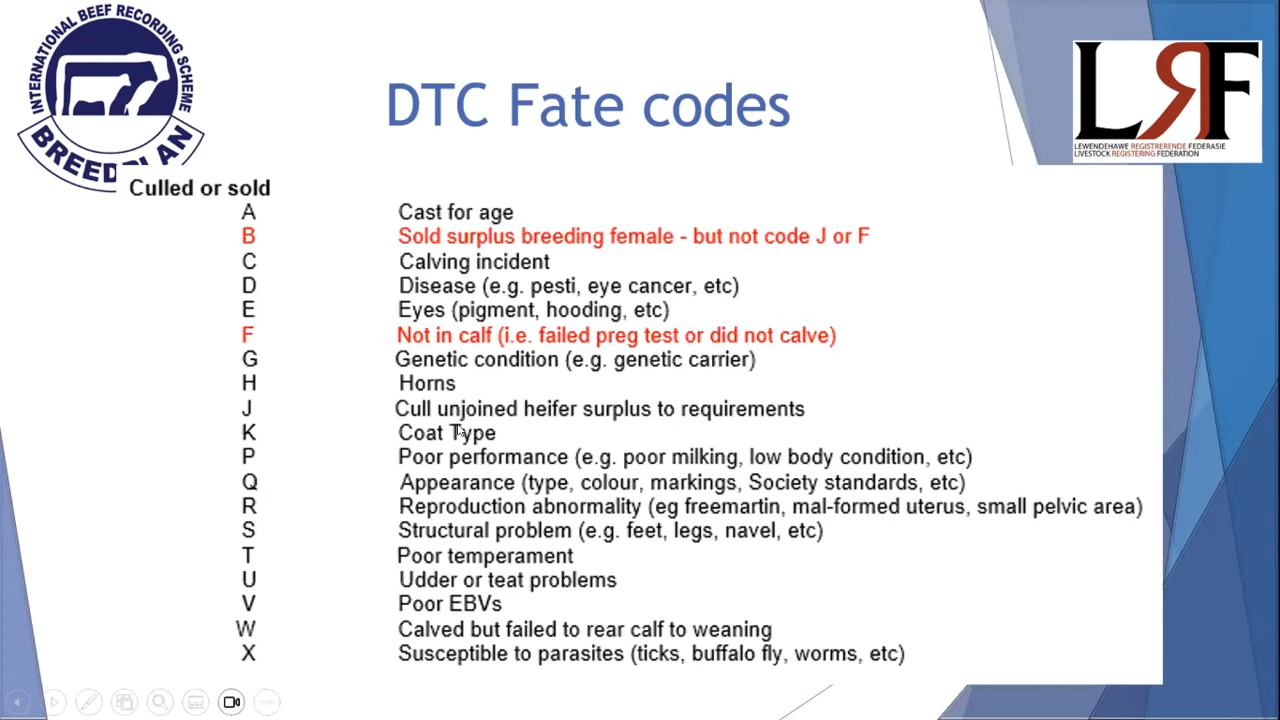 INTERNATIONAL BEEF RECORDING SCHEME
BREEDPLAN
DTC Fate codes
LRF
LEWENDEHAWE REGISTRERENDE FEDERASIE
LIVESTOCK REGISTERING FEDERATION
Culled or sold
A Cast for age
B Sold surplus breeding female - but not code J or F
C Calving incident
D Disease (e.g. pesti, eye cancer, etc)
E Eyes (pigment, hooding, etc)
F Not in calf (i.e. failed preg test or did not calve)
G Genetic condition (e.g. genetic carrier)
H Horns
J Cull unjoined heifer surplus to requirements
K Coat Type
P Poor performance (e.g. poor milking, low body condition, etc)
Q Appearance (type, colour, markings, Society standards, etc)
R Reproduction abnormality (eg freemartin, mal-formed uterus, small pelvic area)
S Structural problem (e.g. feet, legs, navel, etc)
T Poor temperament
U Udder or teat problems
V Poor EBVs
W Calved but failed to rear calf to weaning
X Susceptible to parasites (ticks, buffalo fly, worms, etc)